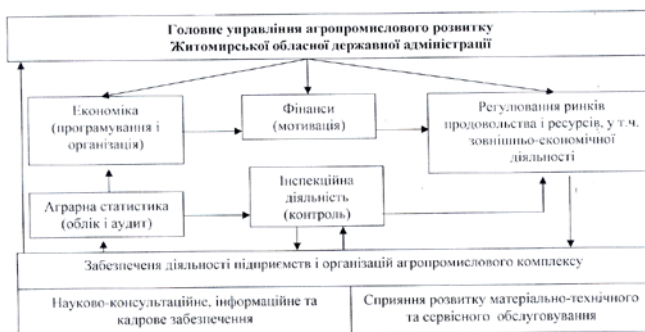 Головне управління агропромислового розвитку
Житомирської обласної державної адміністрації
Економіка
(програмування і
організація)
Фінанси
(мотивація)
Регулювання ринків
продовольства і ресурсів, у т.ч.
зовнішньо-економічної
діяльності
Аграрна статистика
(облік і аудит)
Інспекційна
діяльність
(контроль)
Забезпеченя діяльності підприємств і організацій агропромислового комплексу
Науково-консультаційне, інформаційне та
кадрове забезпечення
Сприяння розвитку матеріально-технічного
та сервісного обслуговування